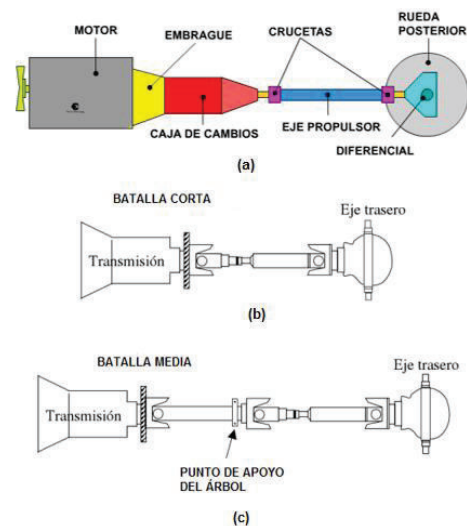 MOTOR
EMBRAGUE
CRUCETAS
RUEDA
POSTERIOR
CAJA DE CAMBIOS
EJE PROPULSOR
DIFERENCIAL
(a)
BATALLA CORTA
Eje trasero
Transmisión
(b)
BATALLA MEDIA
Eje trasero
Transmisión
PUNTO DE APOYO
DEL ÁRBOL
(c)